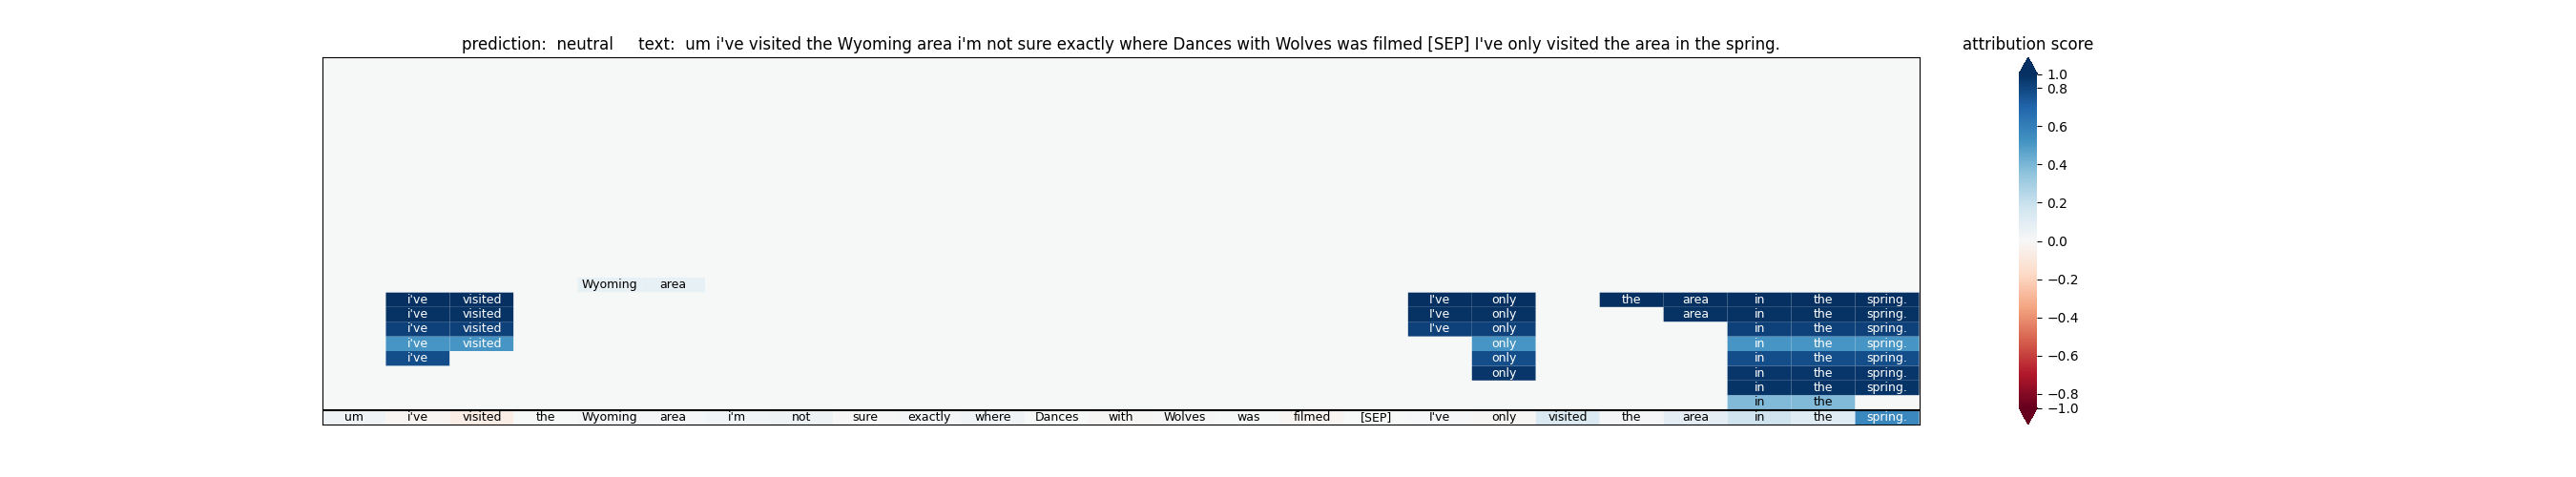 prediction: neutral text: um i've visited the Wyoming area i'm not sure exactly where Dances with Wolves was filmed [SEP] I've only visited the area in the spring.
attribution score
Wyoming area
i've visited I've only the area in the spring.
i've visited I've only area in the spring.
i've visited I've only in the spring.
i've visited only in the spring.
i've only in the spring.
only in the spring.
in the spring.
in the
um i've visited the Wyoming area i'm not sure exactly where Dances with Wolves was filmed [SEP] I've only visited the area in the spring.
1.0
0.8
0.6
0.4
0.2
0.0
−0.2
−0.4
−0.6
−0.8
−1.0